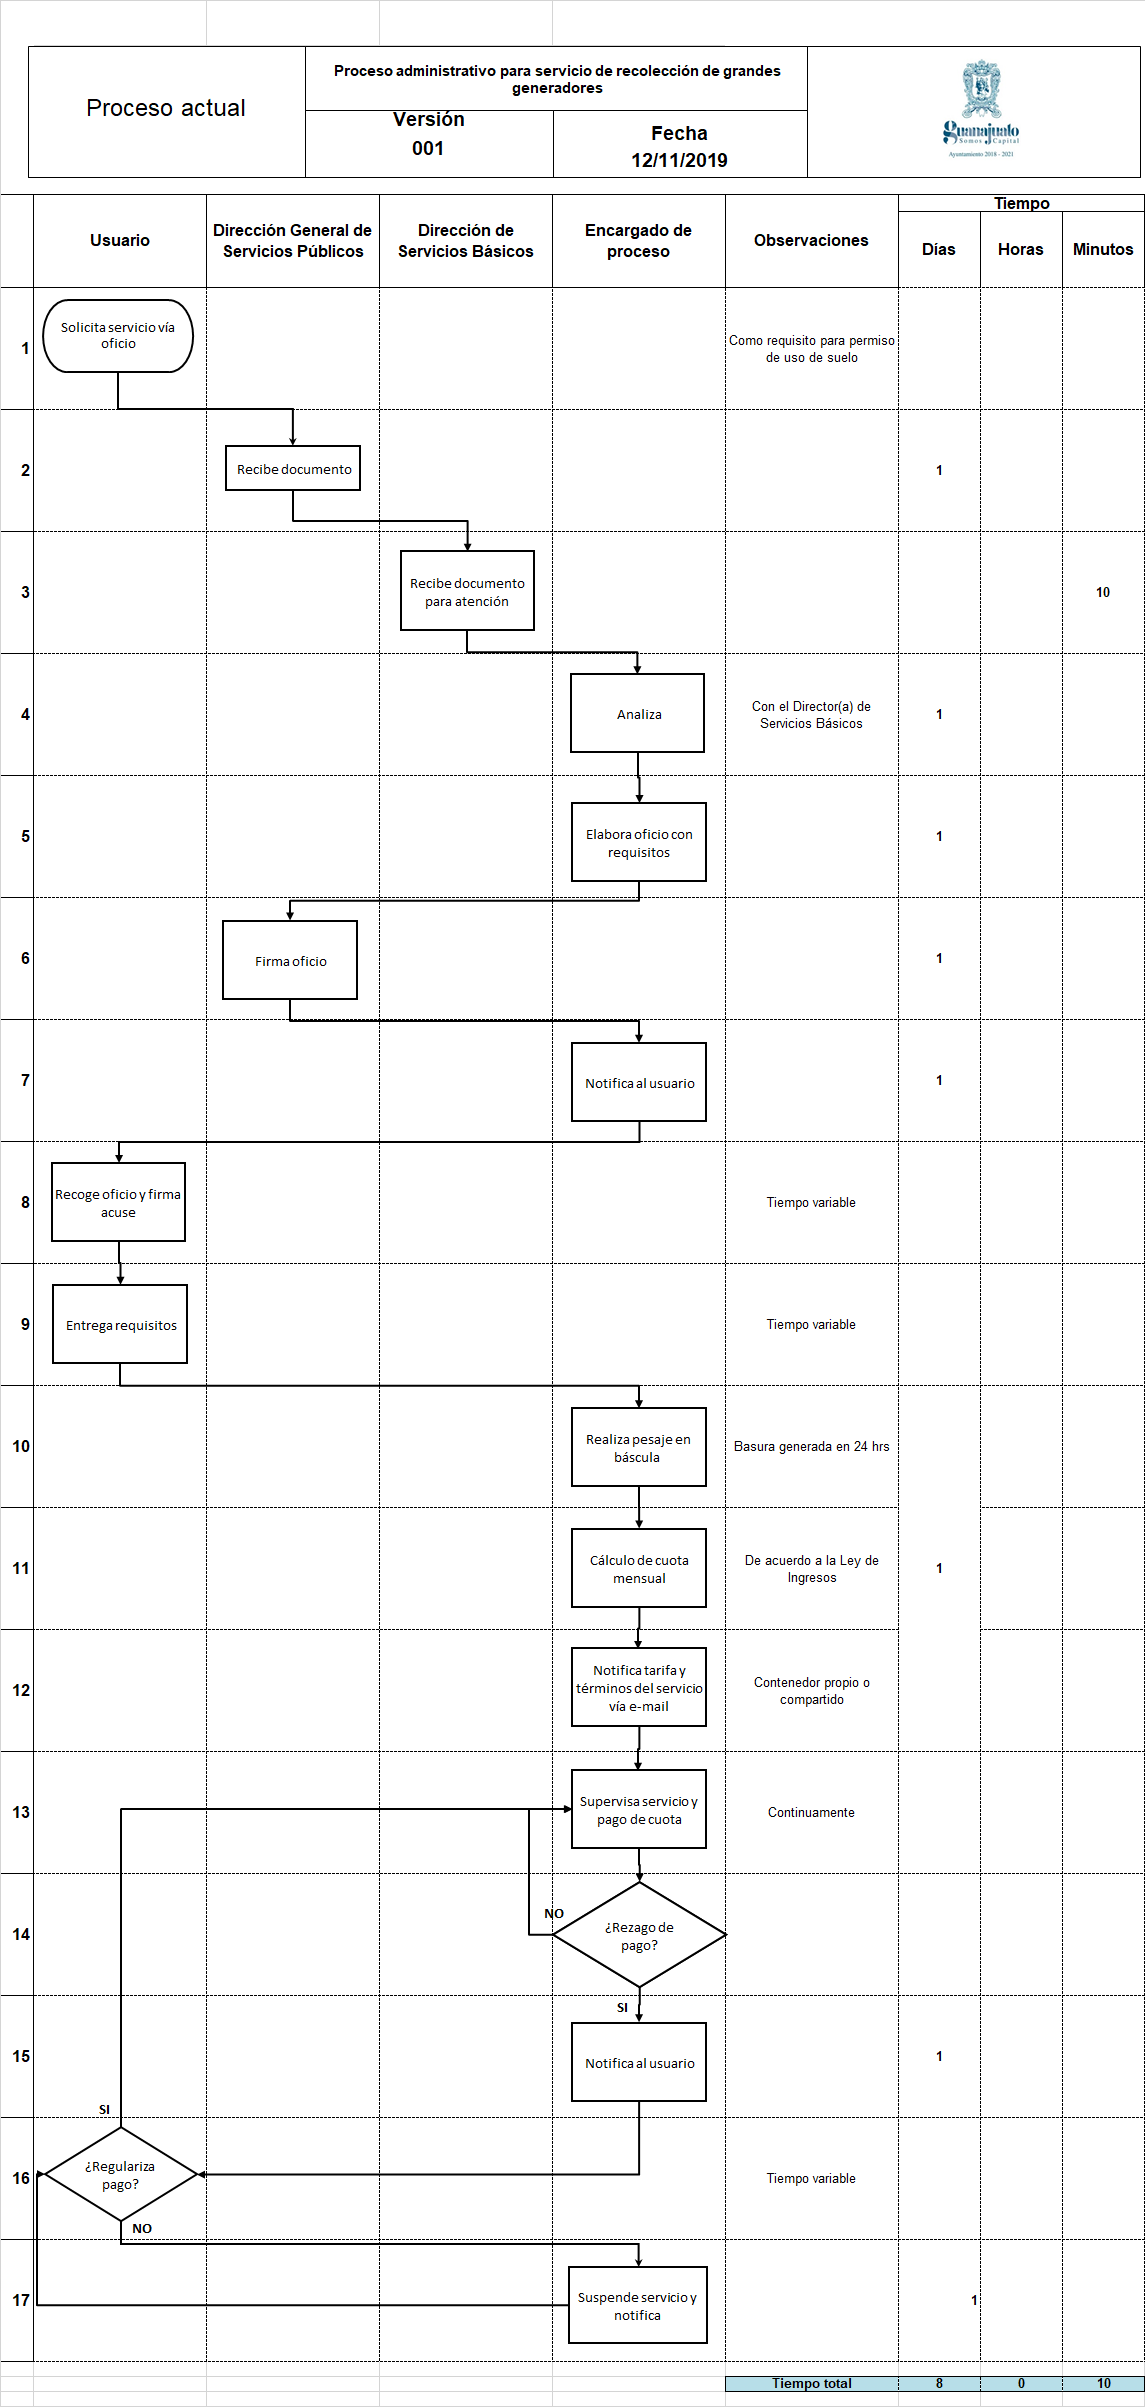 Proceso actual
Proceso administrativo para servicio de recolección de grandes
generadores
Versión
001
Fecha
12/11/2019
Guanajuato
Somos Capital
Ayuntamiento 2018 - 2021
Usuario
Dirección General de
Servicios Públicos
Dirección de
Servicios Básicos
Encargado de
proceso
Observaciones
Tiempo
Días
Horas
Minutos
1
Solicita servicio vía
oficio
Como requisito para permiso
de uso de suelo
2
Recibe documento
1
3
Recibe documento
para atención
10
4
Analiza
Con el Director(a) de
Servicios Básicos
1
5
Elabora oficio con
requisitos
1
6
Firma oficio
1
7
Notifica al usuario
1
8
Recoge oficio y firma
acuse
Tiempo variable
9
Entrega requisitos
Tiempo variable
10
Realiza pesaje en
báscula
Basura generada en 24 hrs
11
Cálculo de cuota
mensual
De acuerdo a la Ley de
Ingresos
1
12
Notifica tarifa y
términos del servicio
vía e-mail
Contenedor propio o
compartido
13
Supervisa servicio y
pago de cuota
Continuamente
14
NO
¿Rezago de
pago?
SI
15
Notifica al usuario
1
SI
16
¿Regulariza
pago?
Tiempo variable
NO
17
Suspende servicio y
notifica
1
Tiempo total
8
0
10